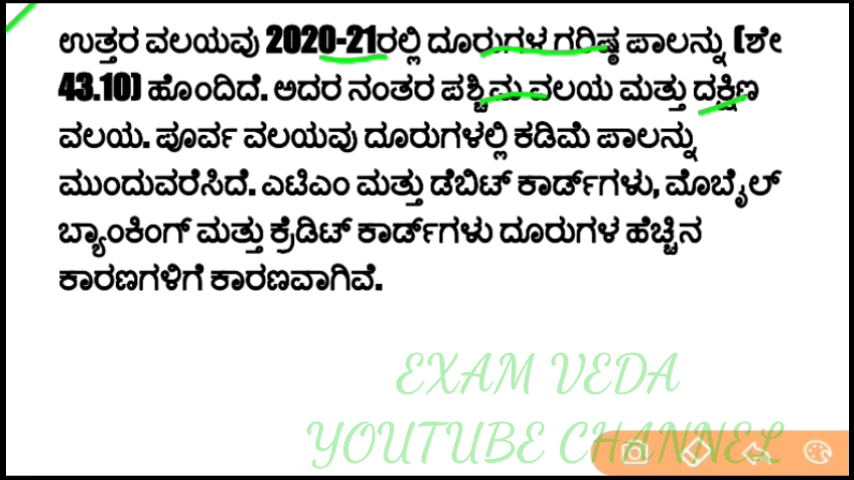 ಉತ್ತರ ವಲಯವು 2020-21ರಲ್ಲಿ ದೂರುಗಳ ಗರಿಷ್ಠ ಪಾಲನ್ನು (ಶೇ
43.10) ಹೊಂದಿದೆ. ಅದರ ನಂತರ ಪಶ್ಚಿಮ ವಲಯ ಮತ್ತು ದಕ್ಷಿಣ
ವಲಯ. ಪೂರ್ವ ವಲಯವು ದೂರುಗಳಲ್ಲಿ ಕಡಿಮೆ ಪಾಲನ್ನು
ಮುಂದುವರೆಸಿದೆ. ಎಟಿಎಂ ಮತ್ತು ಡೆಬಿಟ್ ಕಾರ್ಡ್‌ಗಳು, ಮೊಬೈಲ್
ಬ್ಯಾಂಕಿಂಗ್ ಮತ್ತು ಕ್ರೆಡಿಟ್ ಕಾರ್ಡ್‌ಗಳು ದೂರುಗಳ ಹೆಚ್ಚಿನ
ಕಾರಣಗಳಿಗೆ ಕಾರಣವಾಗಿವೆ.
EXAM VEDA
YOUTUBE CHANNEL